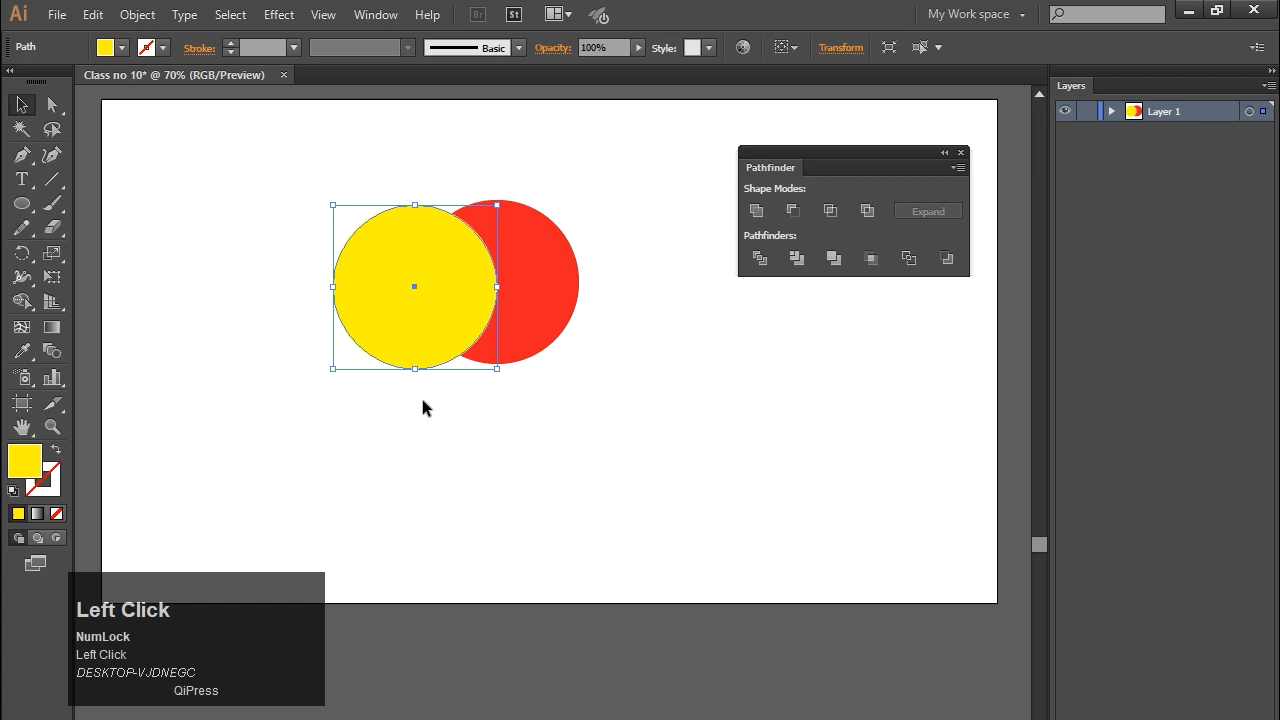 Ai File Edit Object Type Select Effect View Window Help Br St My Work space
Path Stroke: Basic Opacity: 100% Style: Transform
Class no 10* @ 70% (RGB/Preview) ×
Layers
Layer 1
Pathfinder
Shape Modes:
Expand
Pathfinders:
Left Click
NumLock
Left Click
DESKTOP-VJDNEGC
QiPress